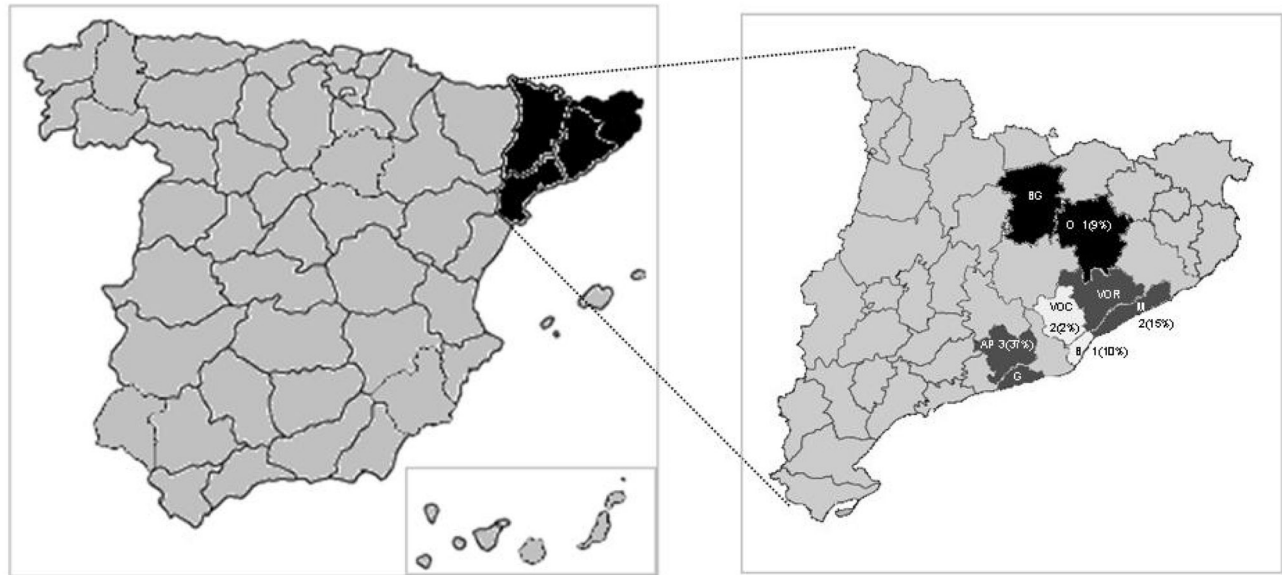 BG
O 1(9%)
VOR
VOC
M
2(2%)
2(15%)
AP 3(37%)
B 1(10%)
G